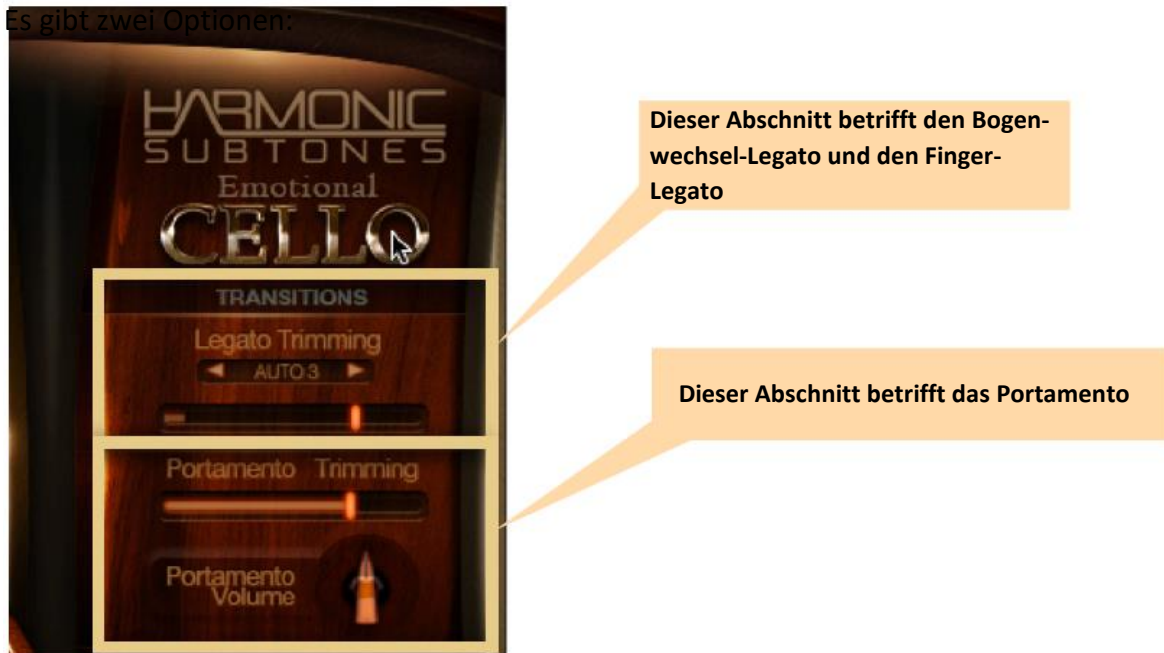 Es gibt zwei Optionen:
HARMONIC
SUBTONES
Emotional
CELLO
TRANSITIONS
Legato Trimming
AUTO 3
Portamento Trimming
Portamento
Volume
Dieser Abschnitt betrifft den Bogen-
wechsel-Legato und den Finger-
Legato
Dieser Abschnitt betrifft das Portamento